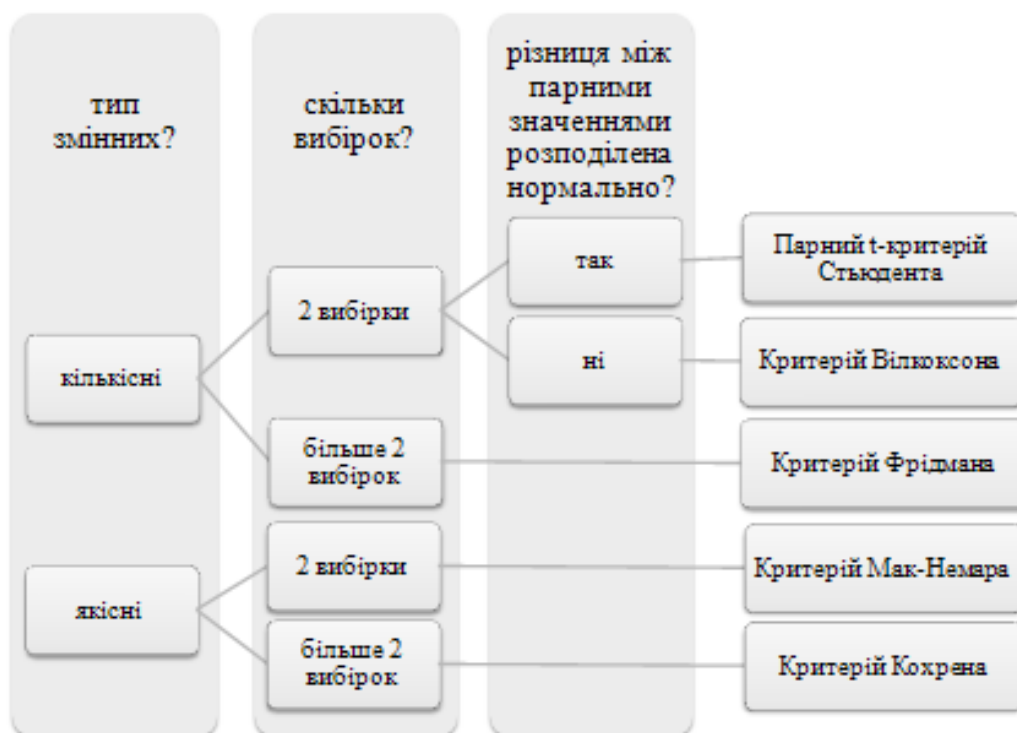 тип
змінних?
скільки
вибірок?
різниця між
парними
значеннями
розподілена
нормально?
кількісні
2 вибірки
так
Парний t-критерій
Стьюдента
ні
Критерій Вілкоксона
більше 2
вибірок
Критерій Фрідмана
якісні
2 вибірки
Критерій Мак-Немара
більше 2
вибірок
Критерій Кохрена